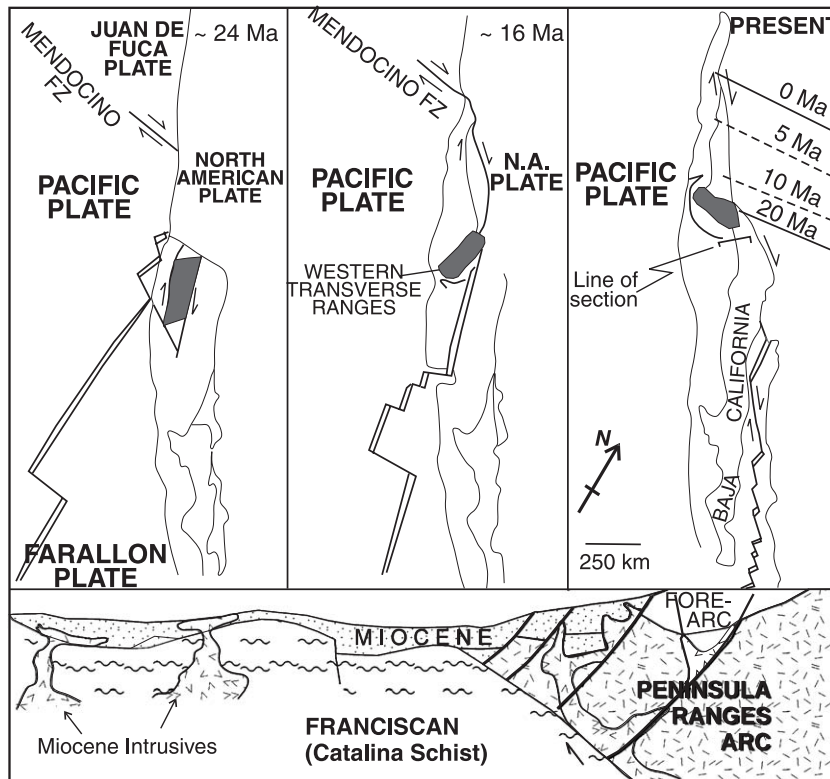 JUAN DE
FUCA
PLATE
~ 24 Ma
MENDOCINO
FZ
PACIFIC
PLATE
NORTH
AMERICAN
PLATE
FARALLON
PLATE
~ 16 Ma
MENDOCINO FZ
PACIFIC
PLATE
N.A.
PLATE
WESTERN
TRANSVERSE
RANGES
PRESENT
0 Ma
5 Ma
10 Ma
20 Ma
PACIFIC
PLATE
Line of
section
CALIFORNIA
BAJA
N
250 km
MIOCENE
FORE-
ARC
PENINSULA
RANGES
ARC
FRANCISCAN
(Catalina Schist)
Miocene Intrusives